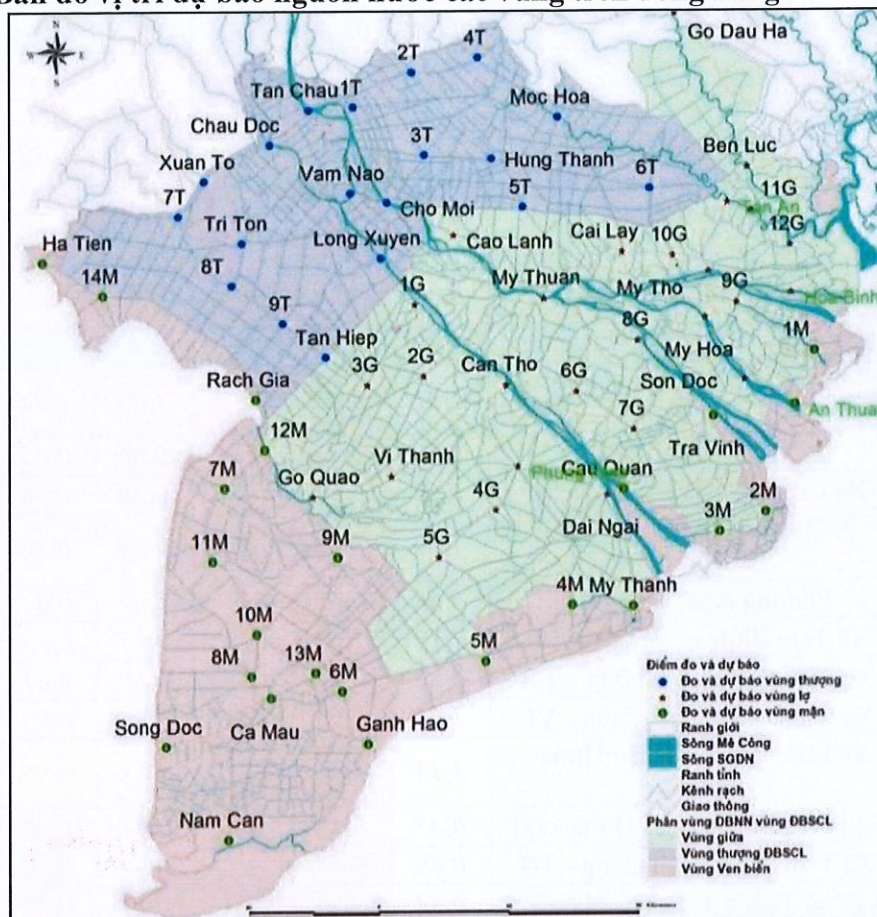 Go Dau Ha
4T
2T
Tan Chau
1T
Moc Hoa
Chau Doc
Ben Luc
Xuan To
3T
Hung Thanh
Vam Nao
6T
11G
7T
5T
Tan An
Tri Ton
Cho Moi
12G
Ha Tien
Long Xuyen
Cao Lanh
Cai Lay
10G
14M
8T
My Thuan
My Tho
9G
Hoa Binh
1G
8G
1M
9T
Tan Hiep
My Hoa
3G
2G
Can Tho
6G
Son Doc
Rach Gia
An Thua
7G
12M
Tra Vinh
Vi Thanh
Cau Quan
7M
Go Quao
4G
2M
3M
Dai Ngai
11M
9M
5G
4M
My Thanh
10M
8M
13M
6M
5M
Ca Mau
Song Doc
Ganh Hao
Nam Can
Điểm đo và dự báo
Đo và dự báo vùng thượng
Đo và dự báo vùng lợ
Đo và dự báo vùng mặn
Ranh giới
Sông Mê Công
Sông SGDN
Ranh tỉnh
Kênh rạch
Giao thông
Phân vùng DBNN vùng ĐBSCL
Vùng giữa
Vùng thượng ĐBSCL
Vùng Ven biển